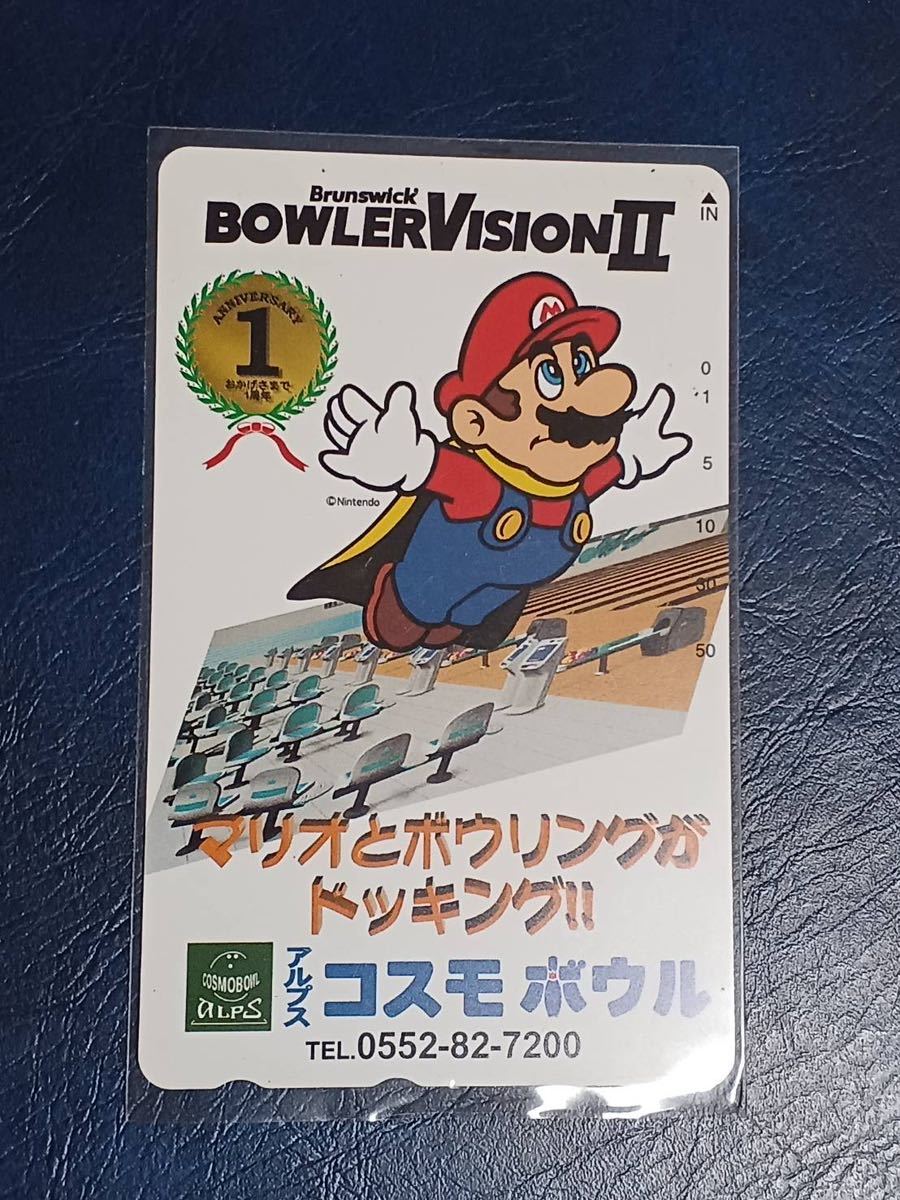 Brunswick
BOWLERVISION II
▲
IN
ANNIVERSARY
1
おかげさまで
1周年
M
©Nintendo
0
1
5
10
30
50
マリオとボウリングが
ドッキング!!
COSMOBOWL
ALPS
アルプス
コスモボウル
TEL.0552-82-7200